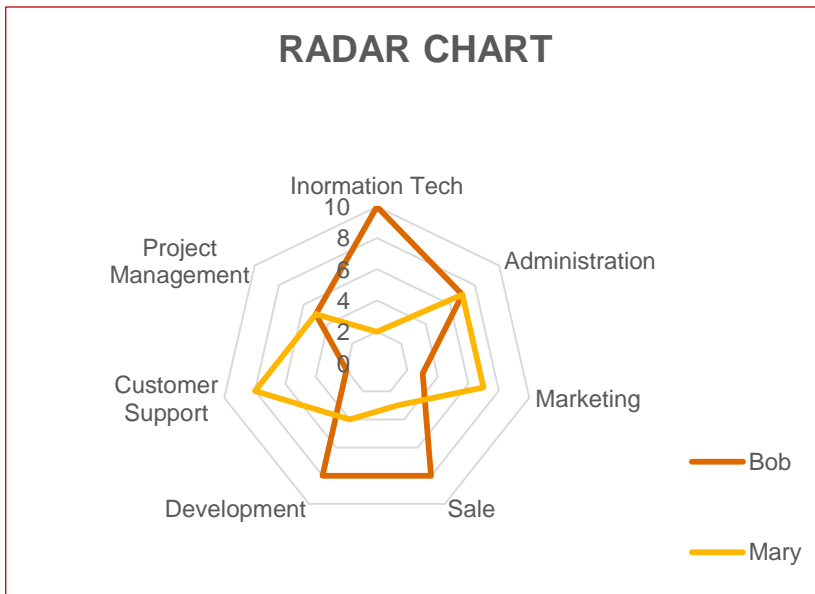 RADAR CHART
Inormation Tech
10
8
6
4
2
0
Administration
Marketing
Sale
Development
Customer
Support
Project
Management
Bob
Mary